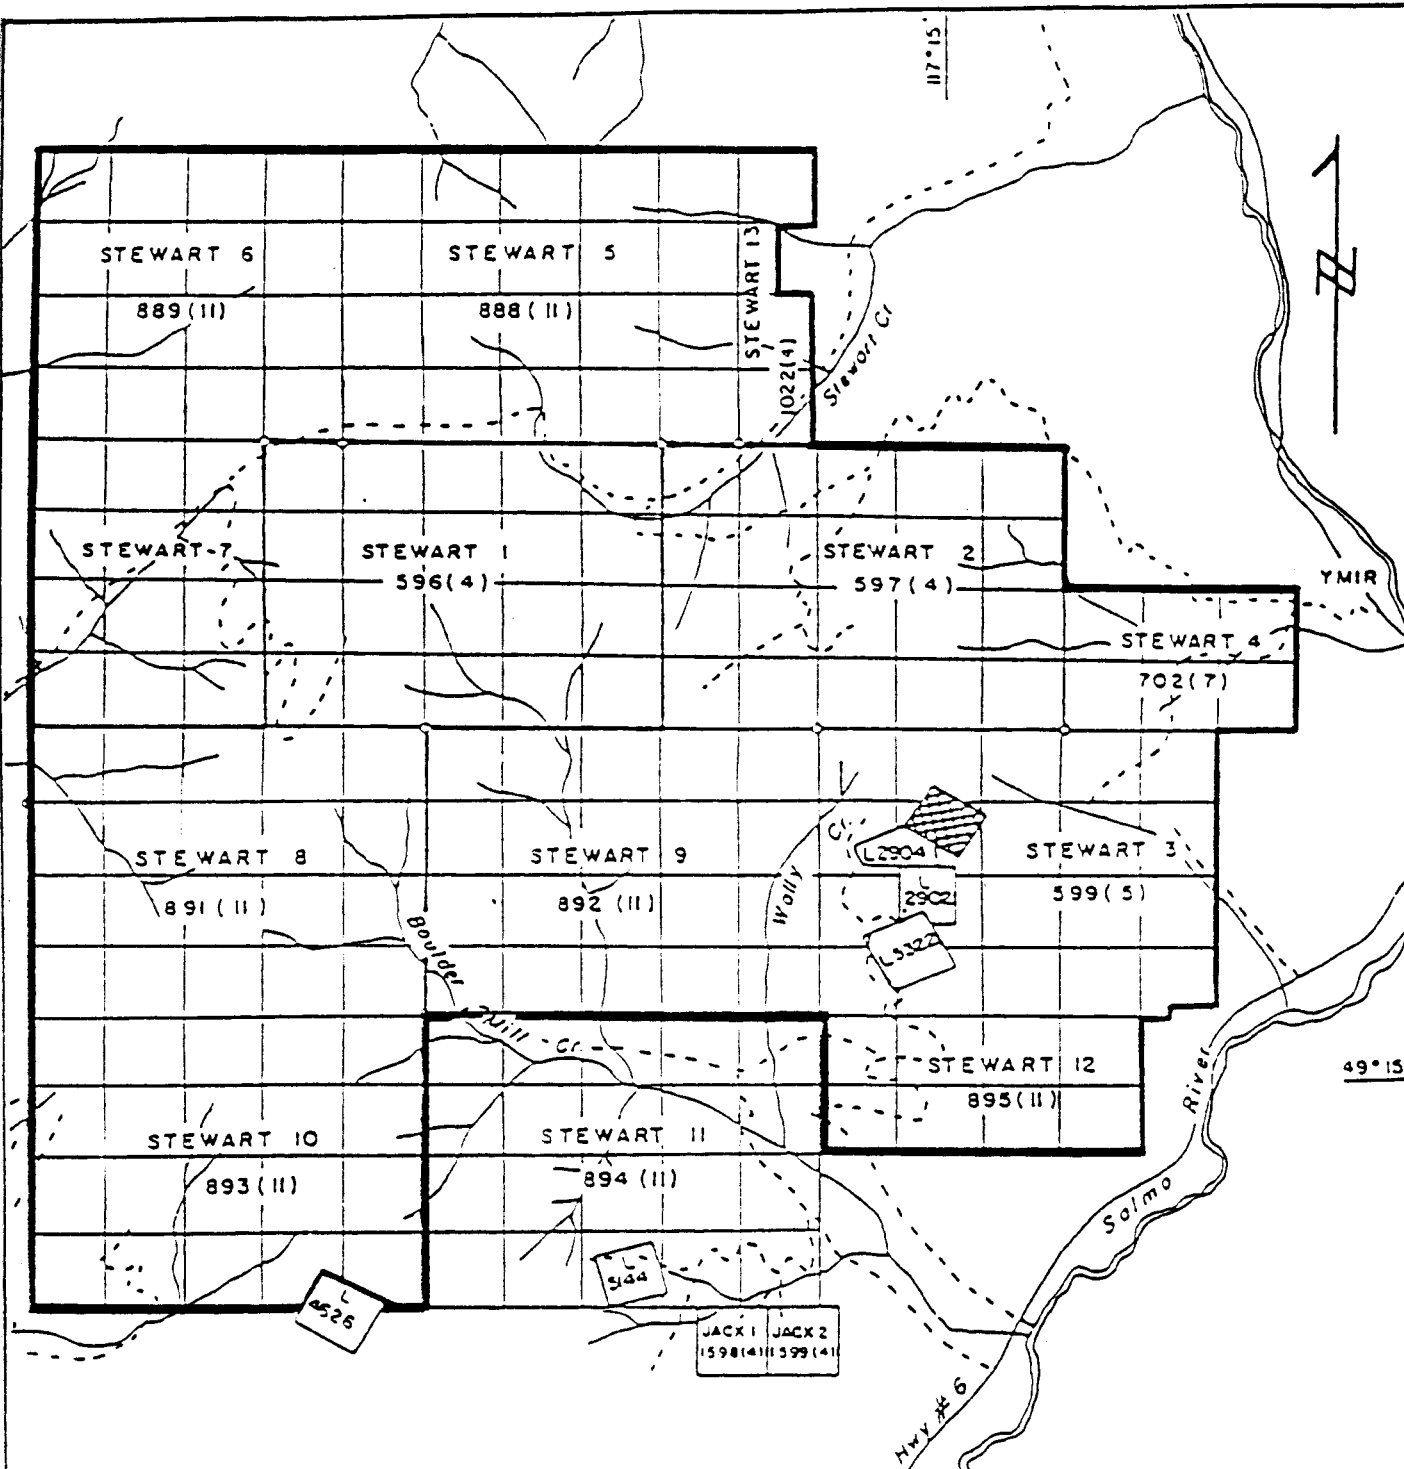 117°15'
STEWART 6
889 (11)
STEWART 5
888 (11)
STEWART 13
1022(4)
Stewart Cr
STEWART-7
STEWART 1
596(4)
STEWART 2
597(4)
YMIR
STEWART 4
702(7)
STEWART 8
891 (11)
STEWART 9
892 (11)
Wolly Cr.
L2904
L
2902
L5322
STEWART 3
599(5)
Boulder
Mill Cr.
STEWART 12
895(11)
49°15
STEWART 10
893(11)
STEWART 11
894 (11)
L
5144
L
4526
JACK 1
1598(4)
JACK 2
1599(4)
Salmo River
HWY # 6